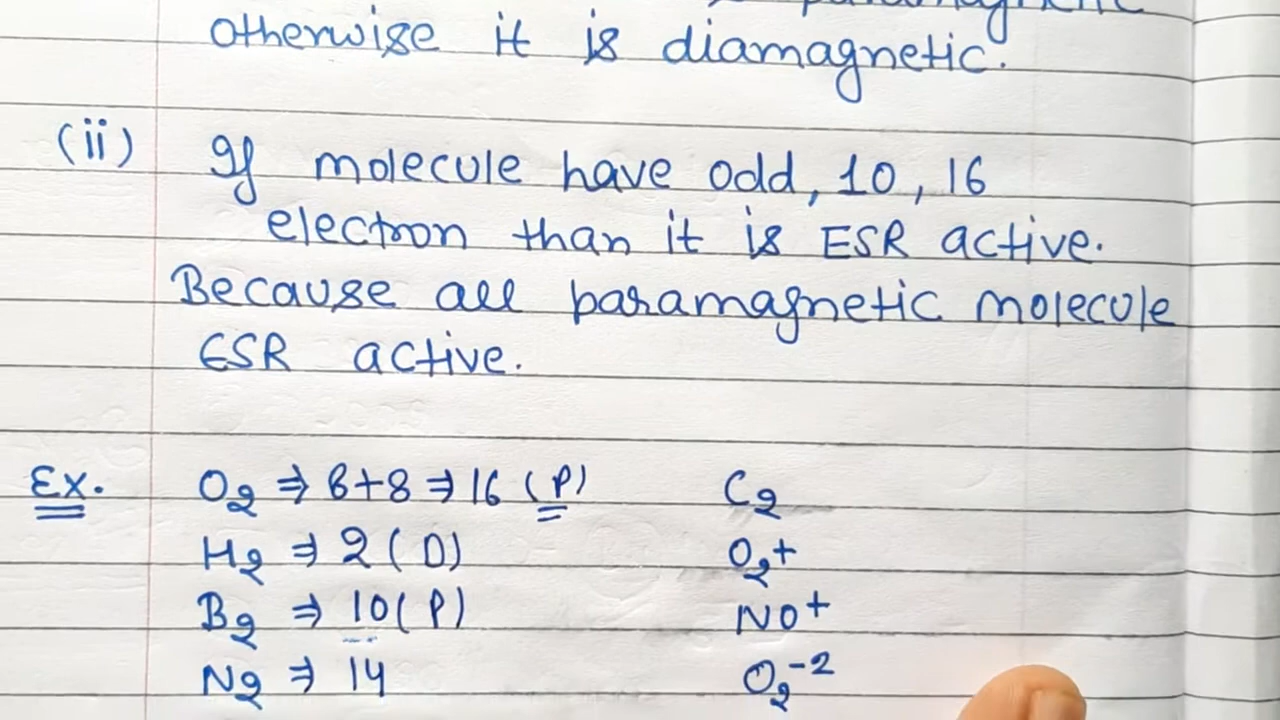 paramagnetic
otherwise it is diamagnetic.
(ii) If molecule have odd, 10, 16
electron than it is ESR active.
Because all paramagnetic molecule
ESR active.
Ex. O2 ⇒ 8+8 ⇒ 16 (P) C2
H2 ⇒ 2 (D) O2+
B2 ⇒ 10 (P) NO+
N2 ⇒ 14 O2-2